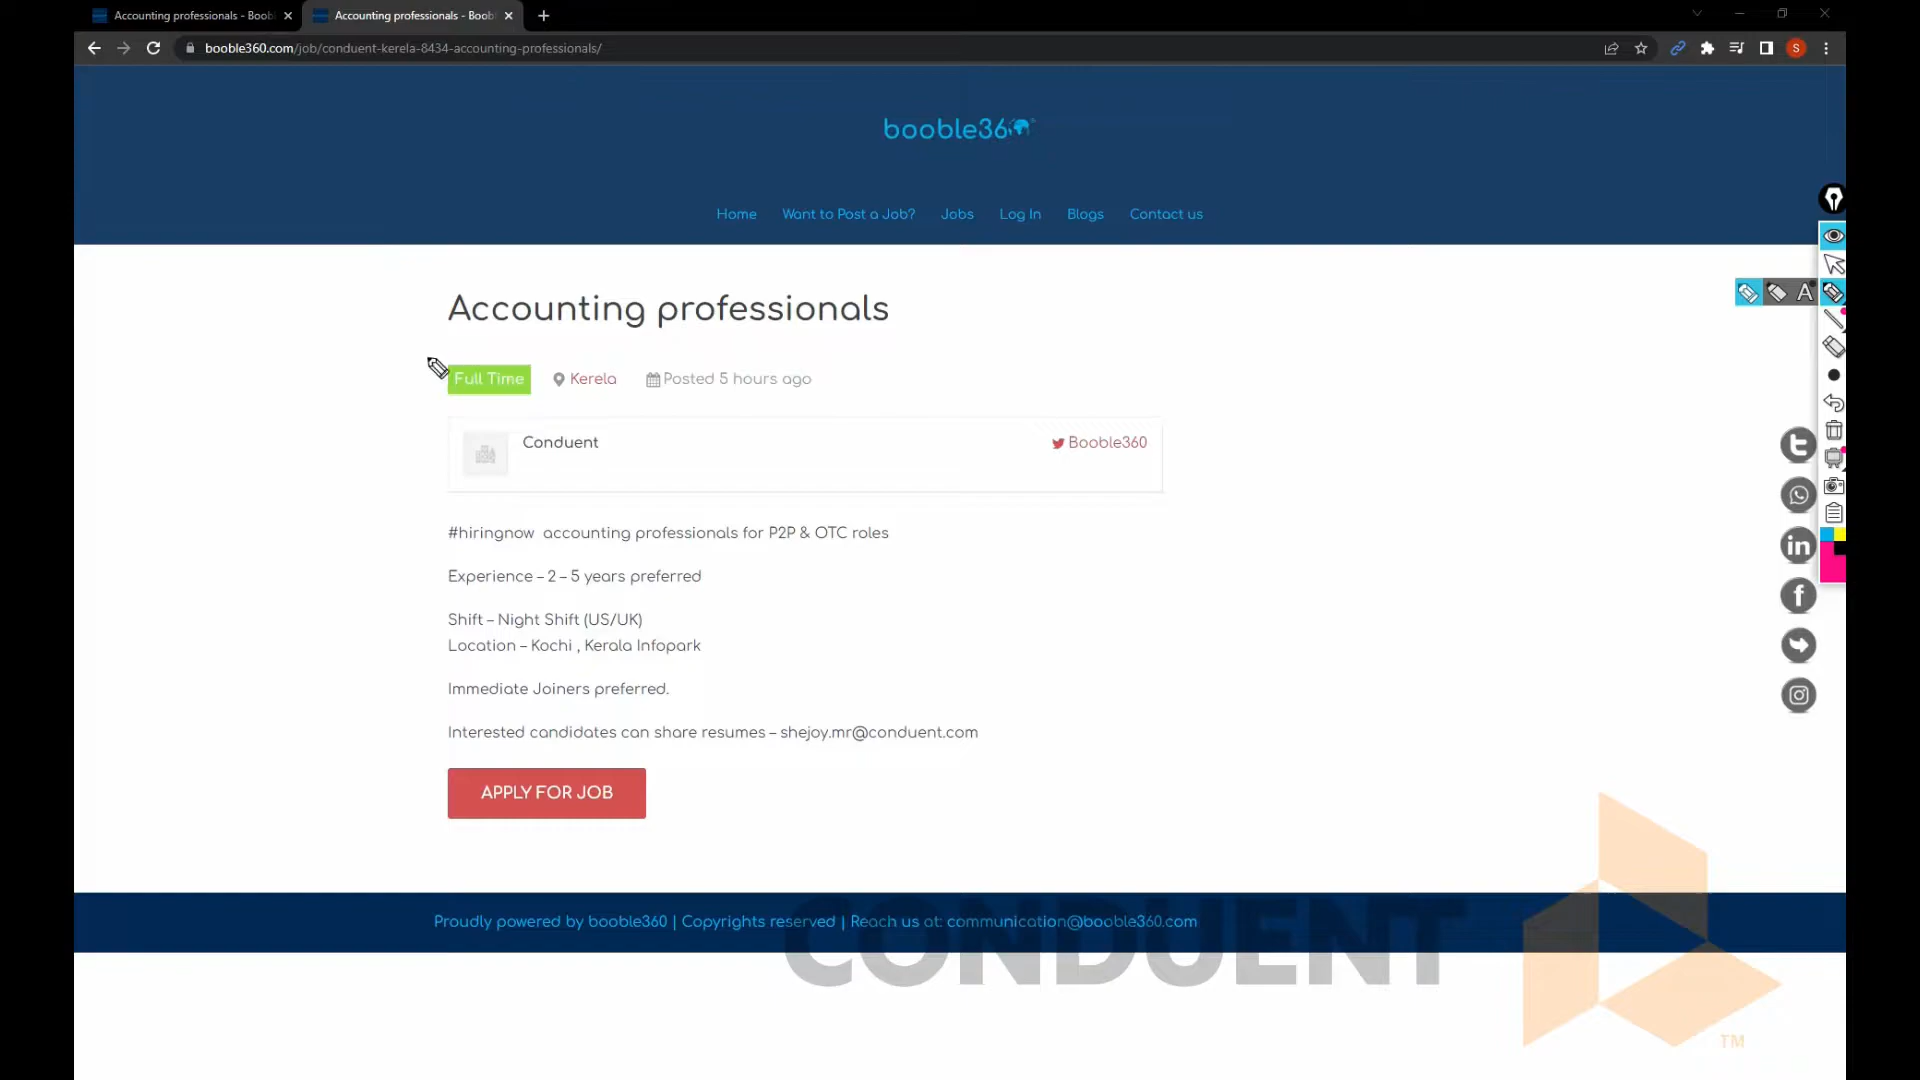 Accounting professionals - Boob
Accounting professionals - Boob
booble360.com/job/conduent-kerela-8434-accounting-professionals/
S
booble360
Home Want to Post a Job? Jobs Log In Blogs Contact us
A
Accounting professionals
Full Time Kerela Posted 5 hours ago
Conduent Booble360
#hiringnow accounting professionals for P2P & OTC roles
Experience – 2 – 5 years preferred
Shift – Night Shift (US/UK)
Location – Kochi , Kerala Infopark
Immediate Joiners preferred.
Interested candidates can share resumes – shejoy.mr@conduent.com
APPLY FOR JOB
Proudly powered by booble360 | Copyrights reserved | Reach us at: communication@booble360.com
CONDUENT
TM